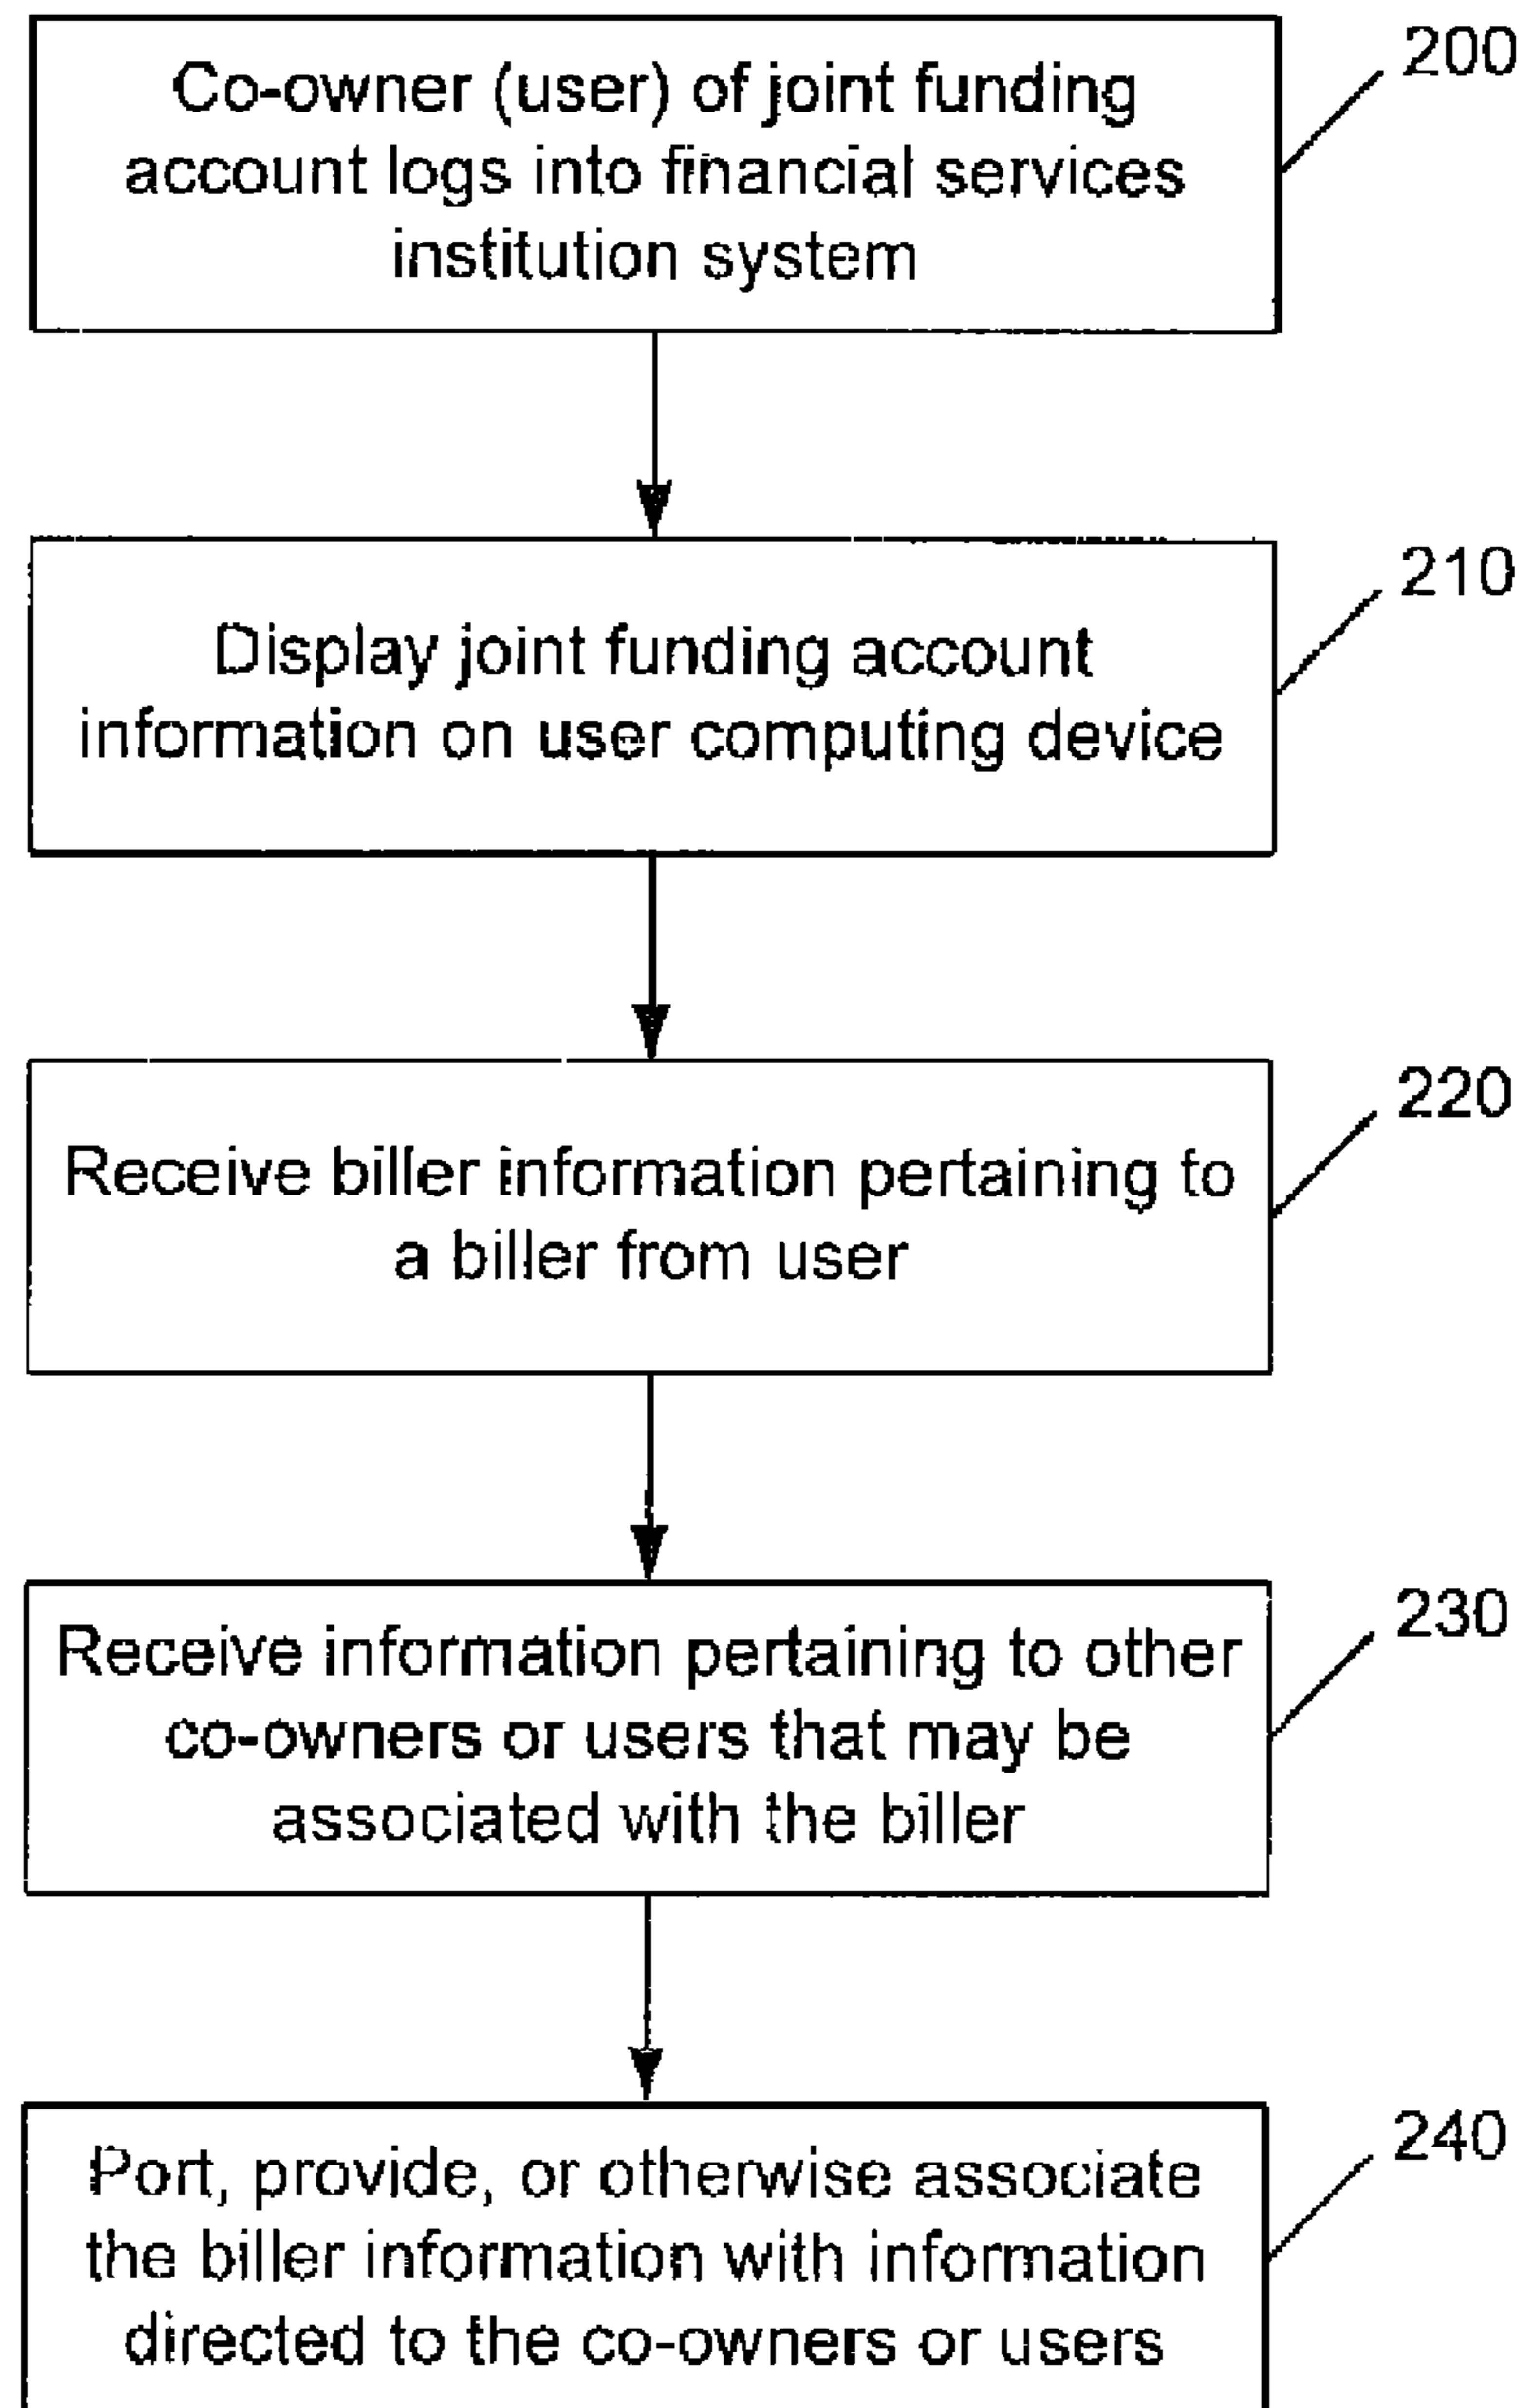 Co-owner (user) of joint funding
account logs into financial services
institution system
200
Display joint funding account
information on user computing device
210
Receive biller information pertaining to
a biller from user
220
Receive information pertaining to other
co-owners or users that may be
associated with the biller
230
Port, provide, or otherwise associate
the biller information with information
directed to the co-owners or users
240